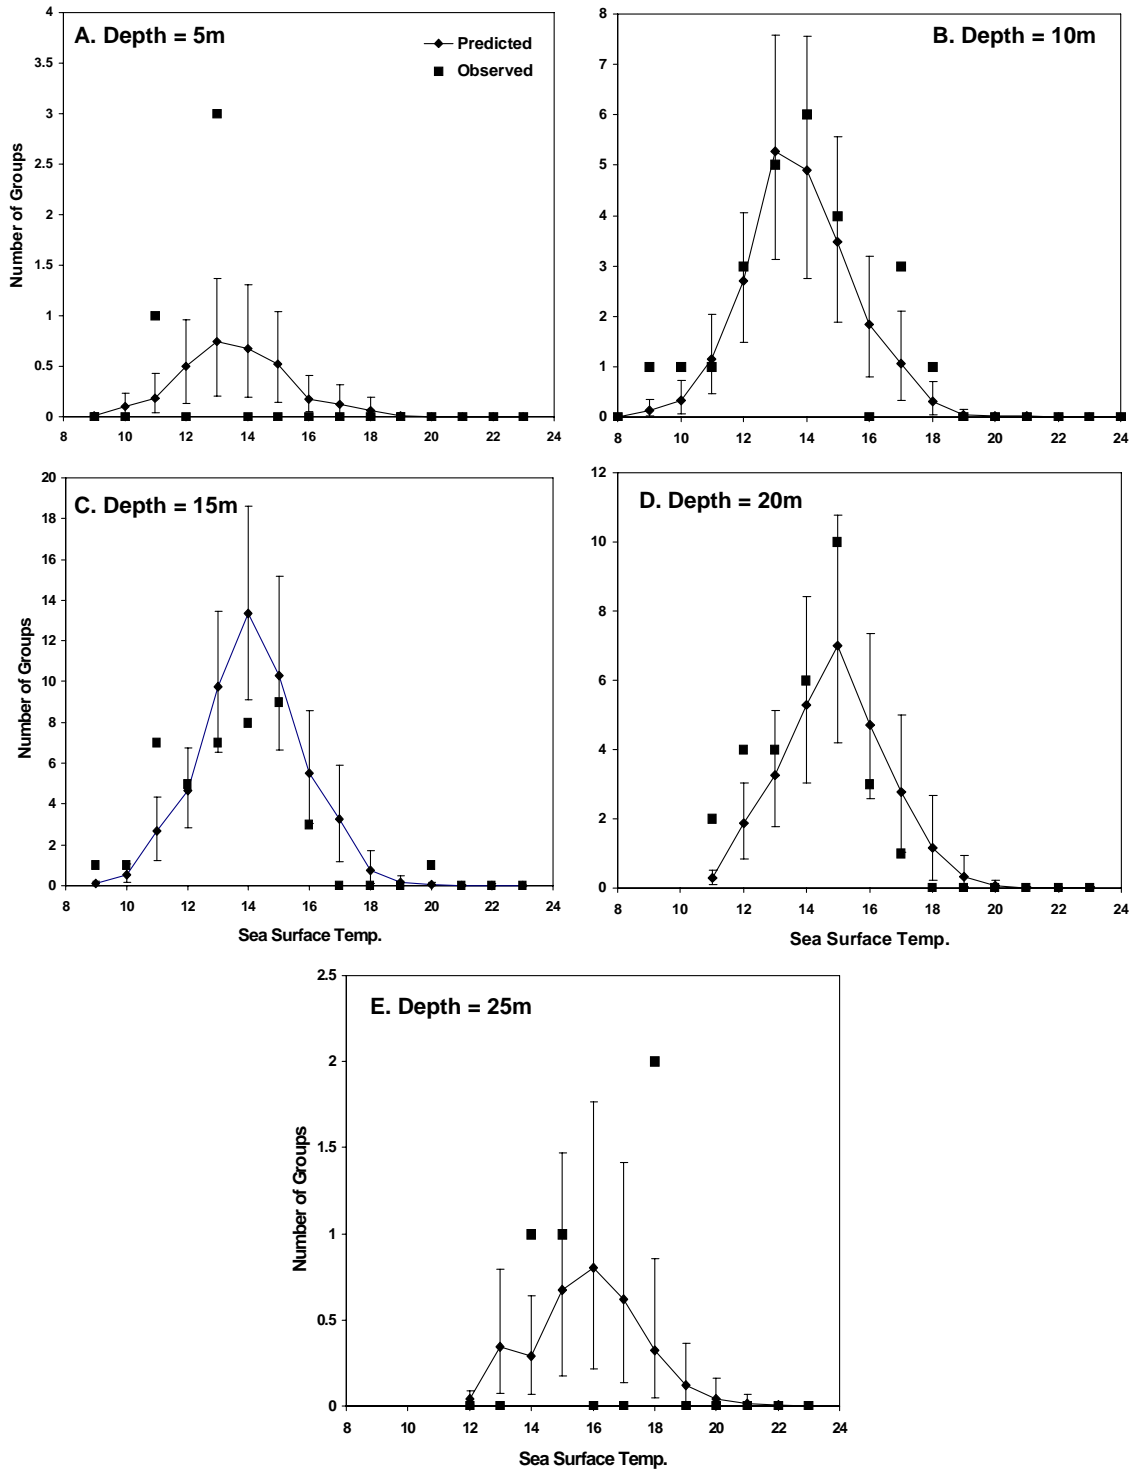 A. Depth = 5m
Predicted
Observed
Number of Groups
4
3.5
3
2.5
2
1.5
1
0.5
0
8 10 12 14 16 18 20 22 24
B. Depth = 10m
8
7
6
5
4
3
2
1
0
8 10 12 14 16 18 20 22 24
C. Depth = 15m
Number of Groups
20
18
16
14
12
10
8
6
4
2
0
8 10 12 14 16 18 20 22 24
Sea Surface Temp.
D. Depth = 20m
12
10
8
6
4
2
0
8 10 12 14 16 18 20 22 24
Sea Surface Temp.
E. Depth = 25m
Number of Groups
2.5
2
1.5
1
0.5
0
8 10 12 14 16 18 20 22 24
Sea Surface Temp.